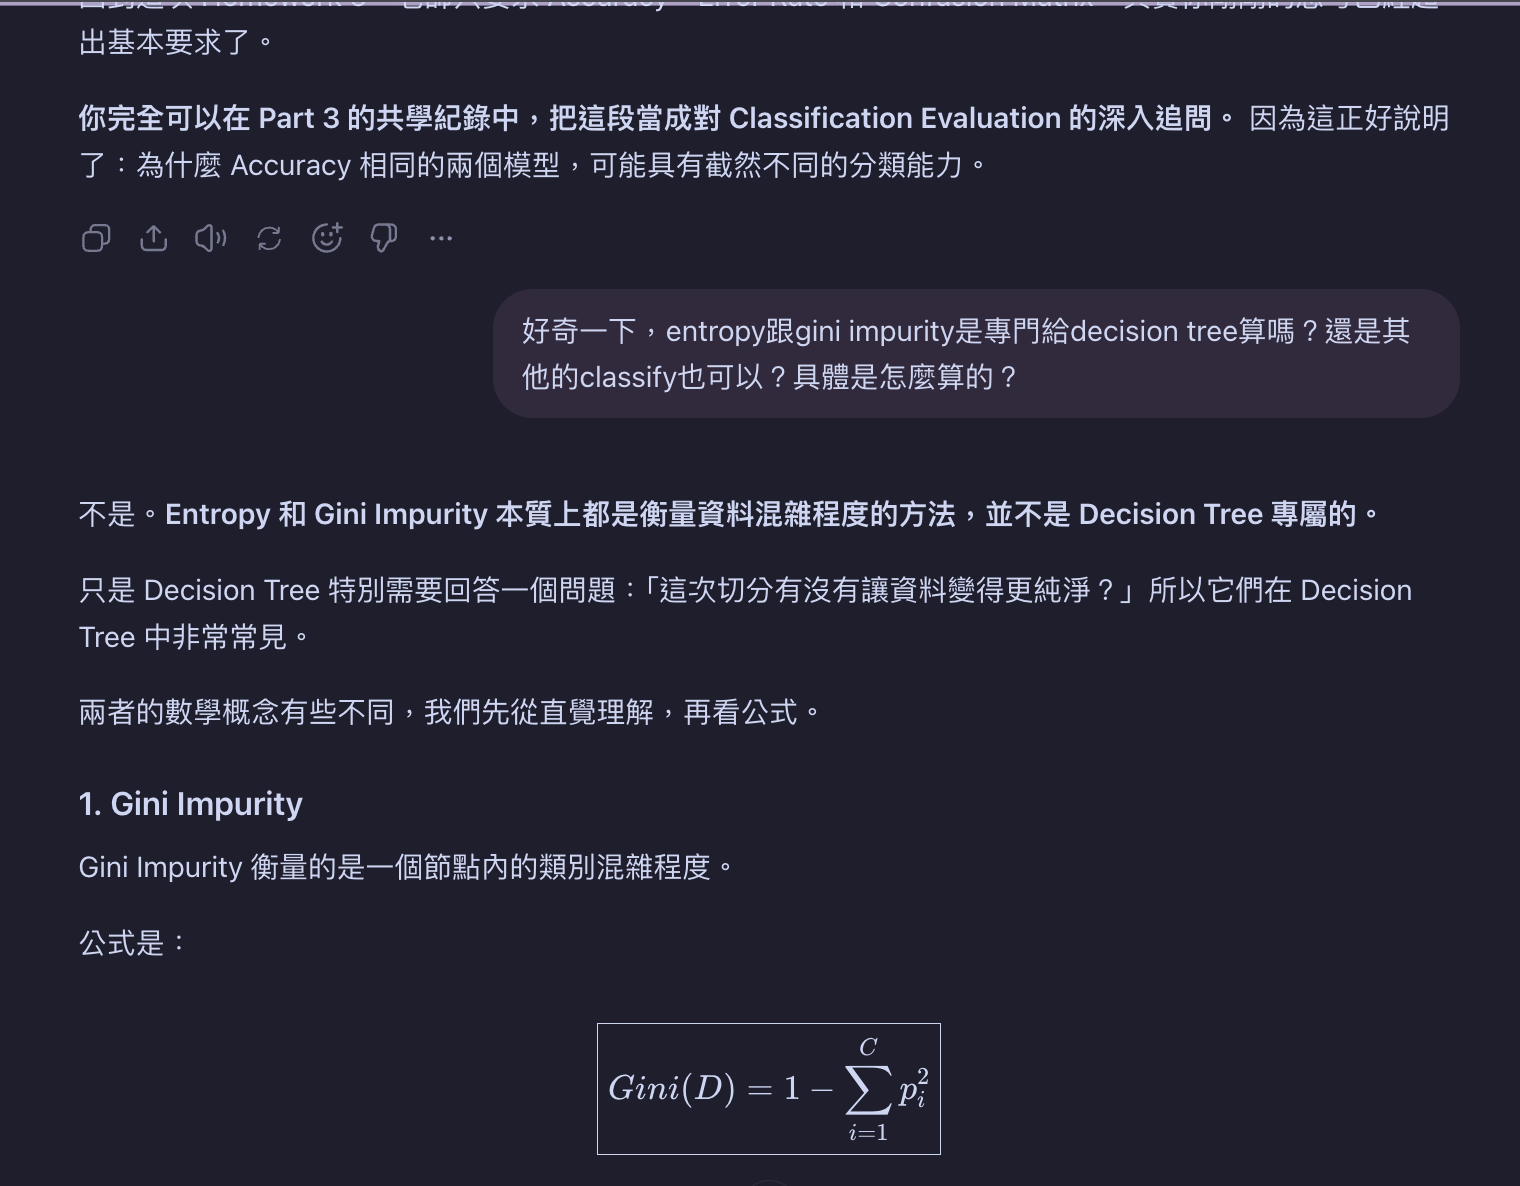 出基本要求了。
你完全可以在 Part 3 的共學紀錄中，把這段當成對 Classification Evaluation 的深入追問。 因為這正好說明
了：為什麼 Accuracy 相同的兩個模型，可能具有截然不同的分類能力。
好奇一下，entropy跟gini impurity是專門給decision tree算嗎？還是其
他的classify也可以？具體是怎麼算的？
不是。Entropy 和 Gini Impurity 本質上都是衡量資料混雜程度的方法，並不是 Decision Tree 專屬的。
只是 Decision Tree 特別需要回答一個問題：「這次切分有沒有讓資料變得更純淨？」所以它們在 Decision
Tree 中非常常見。
兩者的數學概念有些不同，我們先從直覺理解，再看公式。
1. Gini Impurity
Gini Impurity 衡量的是一個節點內的類別混雜程度。
公式是：
Gini(D) = 1 − ∑_{i=1}^{C} p_i^2